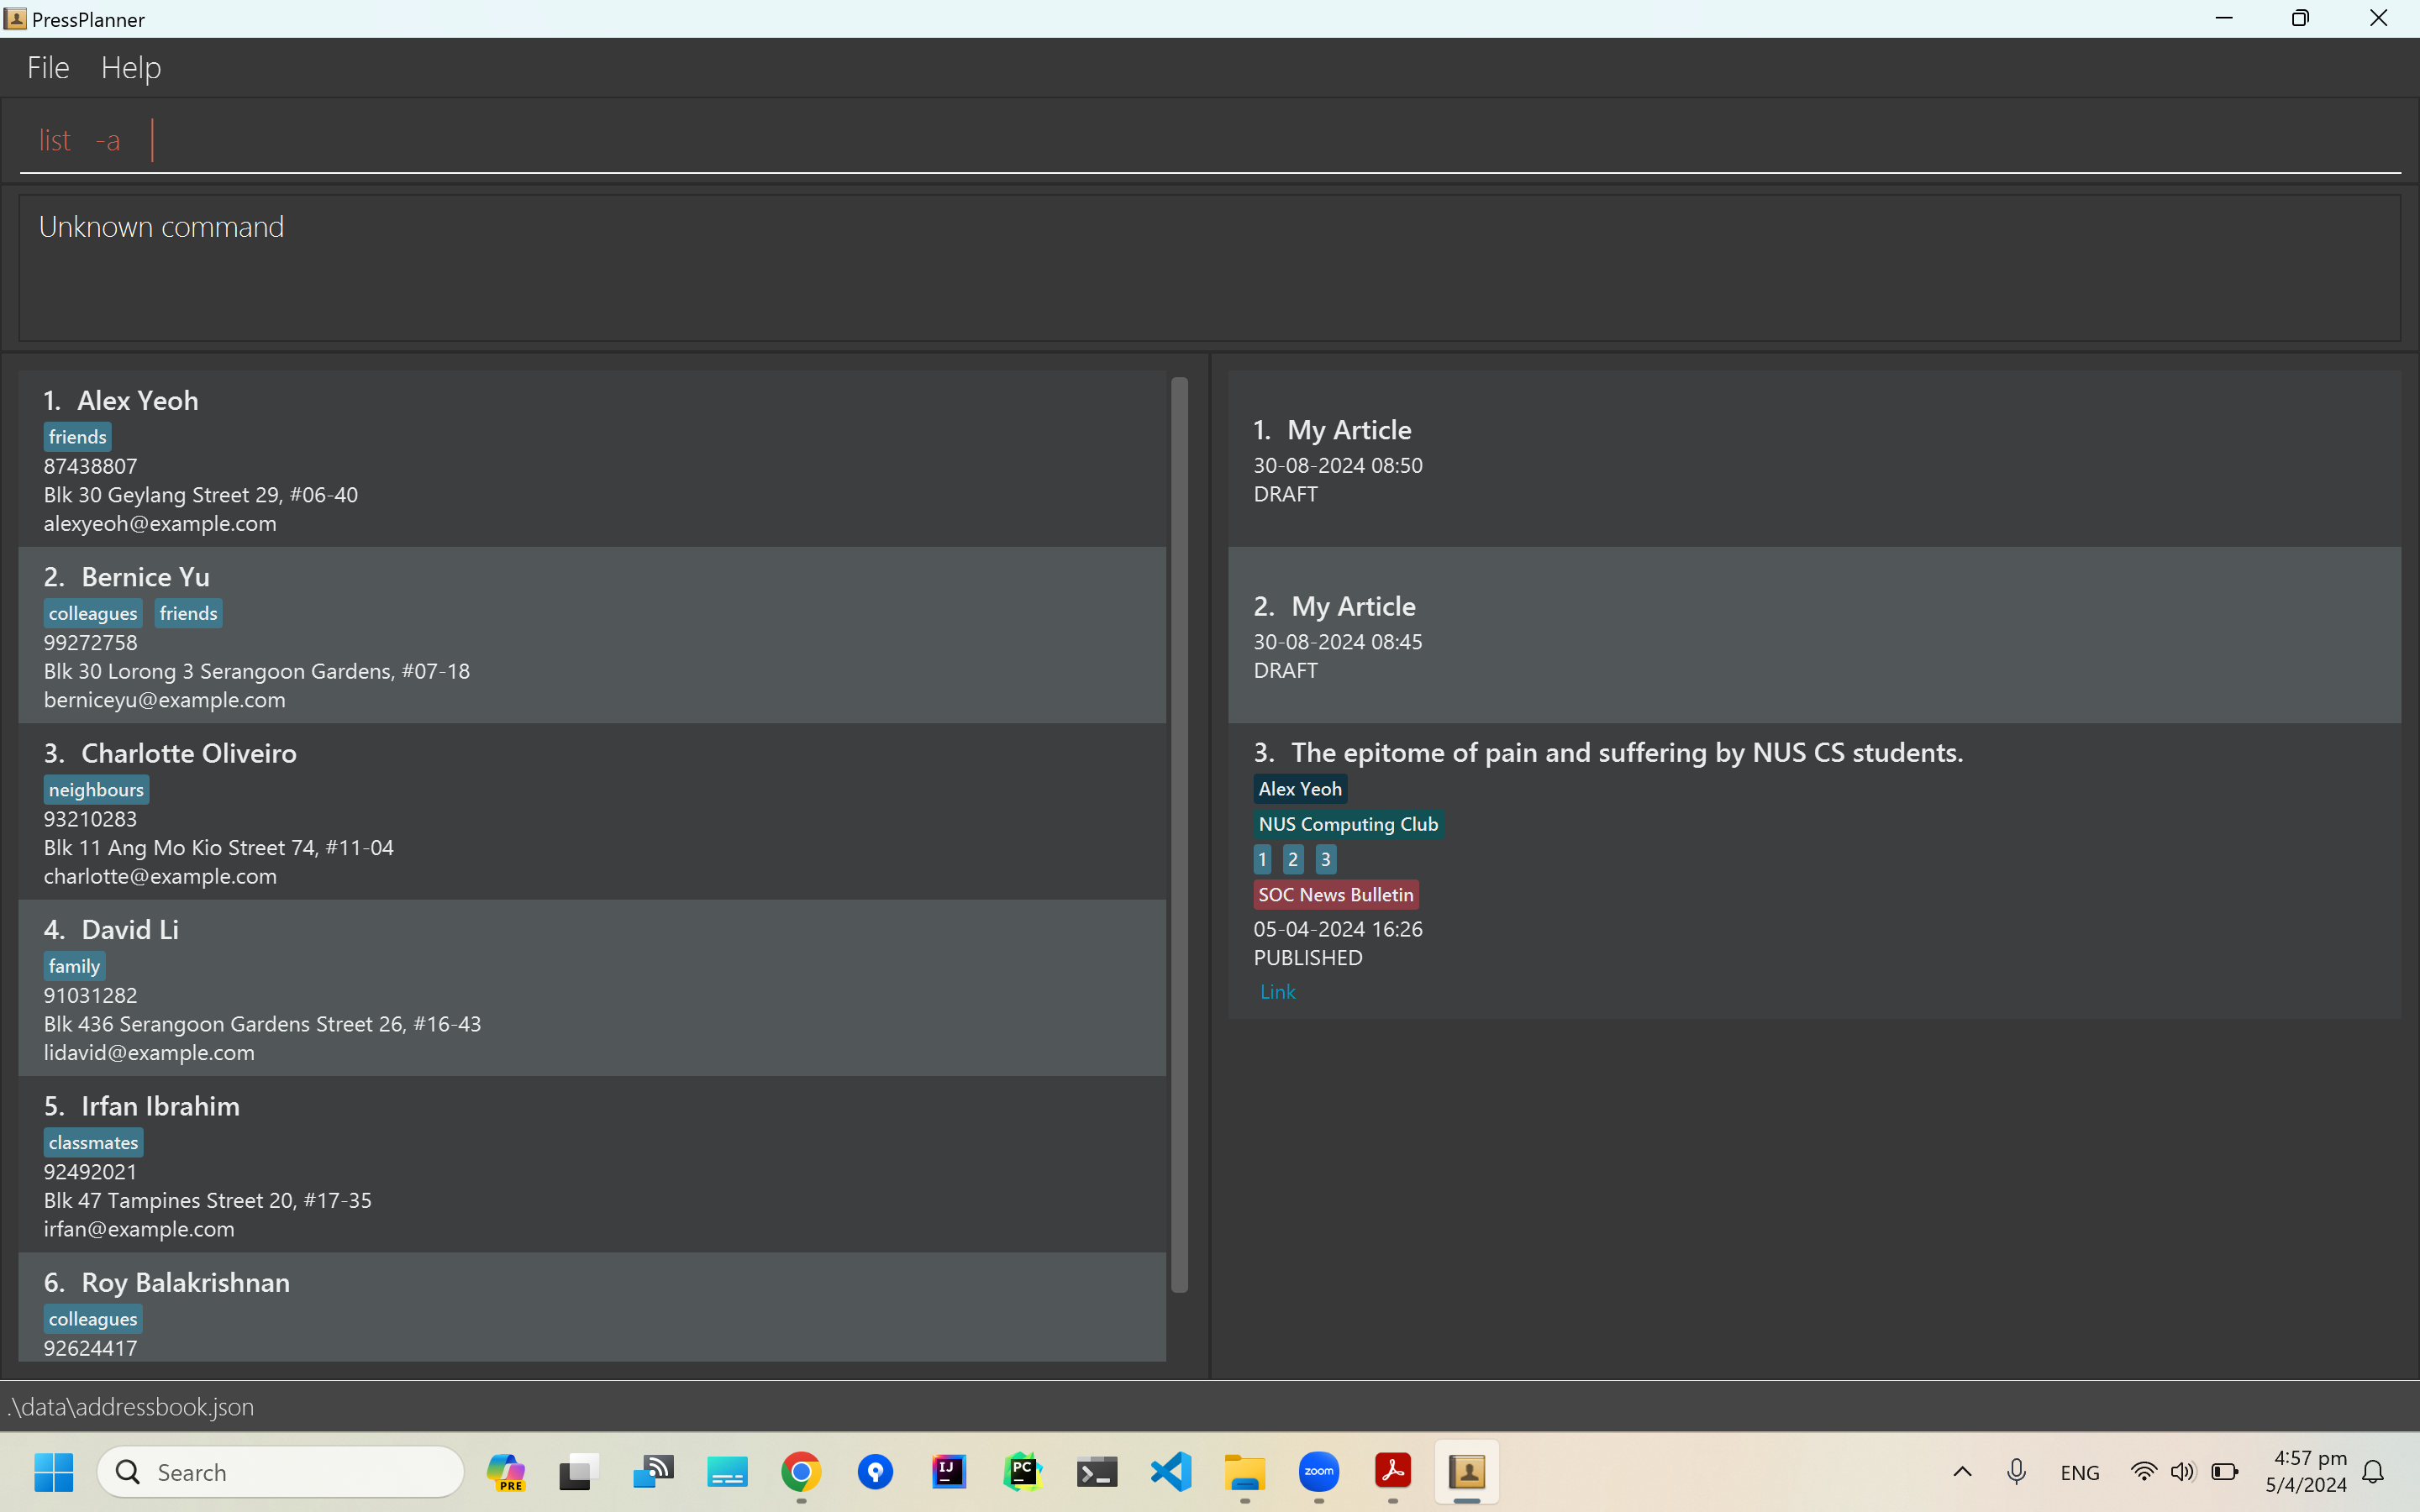 PressPlanner
File Help
list -a
Unknown command
1. Alex Yeoh
friends
87438807
Blk 30 Geylang Street 29, #06-40
alexyeoh@example.com
2. Bernice Yu
colleagues friends
99272758
Blk 30 Lorong 3 Serangoon Gardens, #07-18
berniceyu@example.com
3. Charlotte Oliveiro
neighbours
93210283
Blk 11 Ang Mo Kio Street 74, #11-04
charlotte@example.com
4. David Li
family
91031282
Blk 436 Serangoon Gardens Street 26, #16-43
lidavid@example.com
5. Irfan Ibrahim
classmates
92492021
Blk 47 Tampines Street 20, #17-35
irfan@example.com
6. Roy Balakrishnan
colleagues
92624417
1. My Article
30-08-2024 08:50
DRAFT
2. My Article
30-08-2024 08:45
DRAFT
3. The epitome of pain and suffering by NUS CS students.
Alex Yeoh
NUS Computing Club
1 2 3
SOC News Bulletin
05-04-2024 16:26
PUBLISHED
Link
.\data\addressbook.json
Search
PRE
IJ
PC
zoom
ENG
4:57 pm
5/4/2024